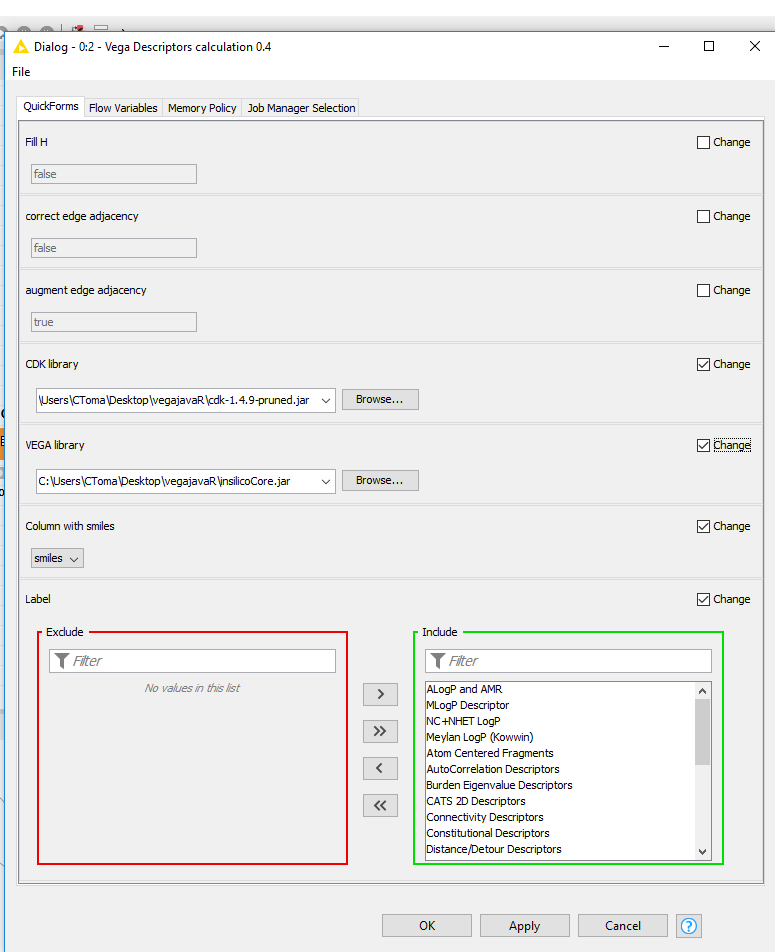 Dialog - 0:2 - Vega Descriptors calculation 0.4
File
QuickForms Flow Variables Memory Policy Job Manager Selection
Fill H Change
false
correct edge adjacency Change
false
augment edge adjacency Change
true
CDK library Change
\Users\CToma\Desktop\vegajavaR\cdk-1.4.9-pruned.jar Browse...
VEGA library Change
C:\Users\CToma\Desktop\vegajavaR\insilicoCore.jar Browse...
Column with smiles Change
smiles
Label Change
Exclude
Filter
No values in this list
>
>>
<
<<
Include
Filter
ALogP and AMR
MLogP Descriptor
NC+NHET LogP
Meylan LogP (Kowwin)
Atom Centered Fragments
AutoCorrelation Descriptors
Burden Eigenvalue Descriptors
CATS 2D Descriptors
Connectivity Descriptors
Constitutional Descriptors
Distance/Detour Descriptors
OK Apply Cancel ?